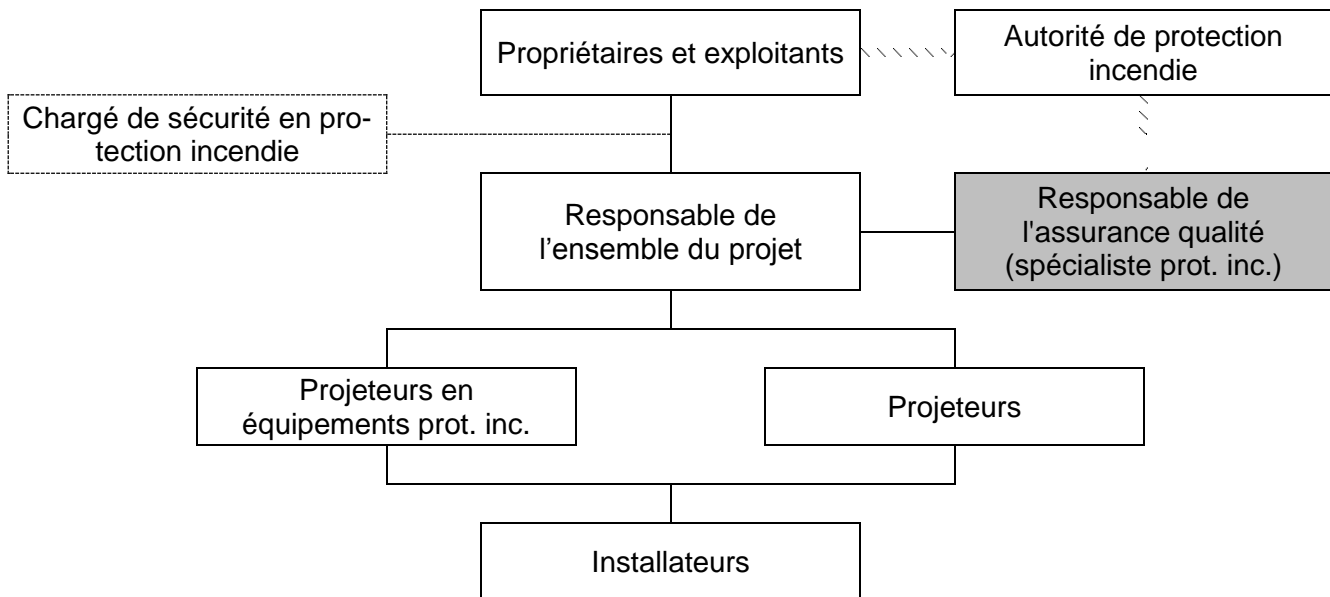 Propriétaires et exploitants
Autorité de protection
incendie
Chargé de sécurité en pro-
tection incendie
Responsable de
l’ensemble du projet
Responsable de
l'assurance qualité
(spécialiste prot. inc.)
Projeteurs en
équipements prot. inc.
Projeteurs
Installateurs